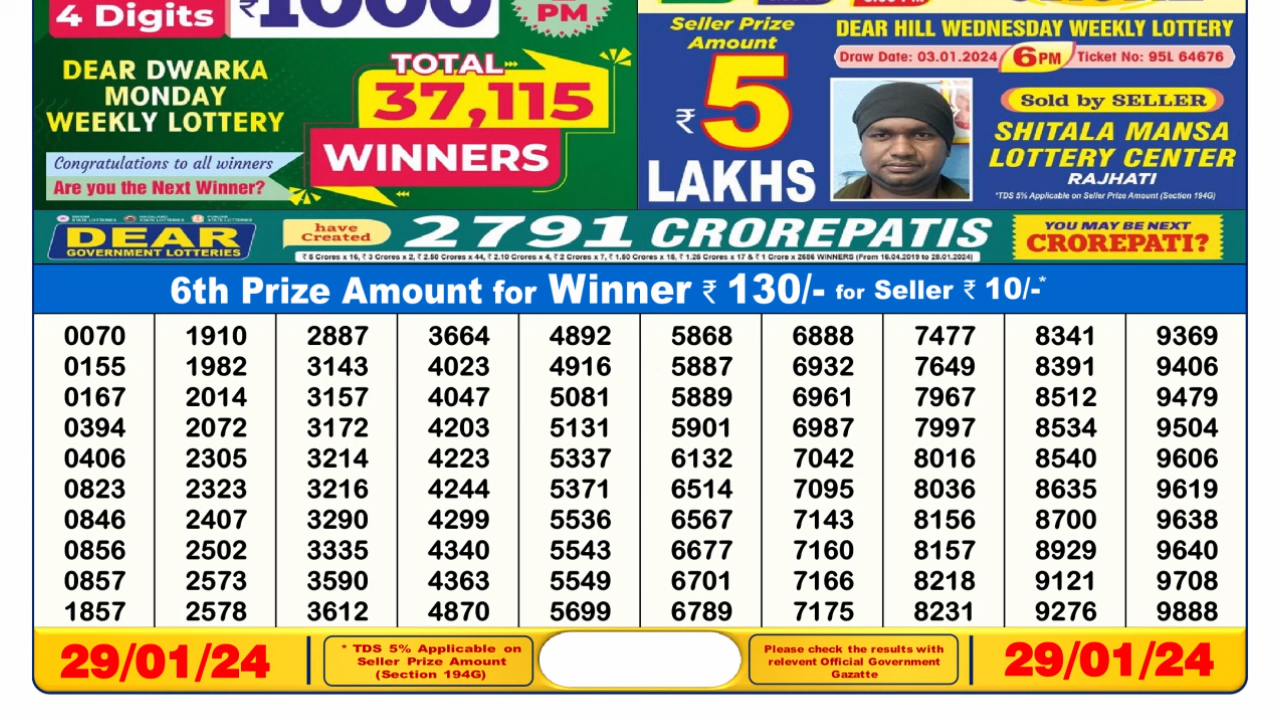 4 Digits ₹1000
PM
DEAR DWARKA
MONDAY
WEEKLY LOTTERY
TOTAL
37,115
WINNERS
Congratulations to all winners
Are you the Next Winner?
Seller Prize
Amount
₹ 5
LAKHS
DEAR HILL WEDNESDAY WEEKLY LOTTERY
Draw Date: 03.01.2024 6PM Ticket No: 95L 64676
Sold by SELLER
SHITALA MANSA
LOTTERY CENTER
RAJHATI
*TDS 5% Applicable on Seller Prize Amount (Section 194G)
DEAR
GOVERNMENT LOTTERIES
have
Created
2791 CROREPATIS
YOU MAY BE NEXT
CROREPATI?
6th Prize Amount for Winner ₹ 130/- for Seller ₹ 10/-*
0070 1910 2887 3664 4892 5868 6888 7477 8341 9369
0155 1982 3143 4023 4916 5887 6932 7649 8391 9406
0167 2014 3157 4047 5081 5889 6961 7967 8512 9479
0394 2072 3172 4203 5131 5901 6987 7997 8534 9504
0406 2305 3214 4223 5337 6132 7042 8016 8540 9606
0823 2323 3216 4244 5371 6514 7095 8036 8635 9619
0846 2407 3290 4299 5536 6567 7143 8156 8700 9638
0856 2502 3335 4340 5543 6677 7160 8157 8929 9640
0857 2573 3590 4363 5549 6701 7166 8218 9121 9708
1857 2578 3612 4870 5699 6789 7175 8231 9276 9888
29/01/24
* TDS 5% Applicable on
Seller Prize Amount
(Section 194G)
Please check the results with
relevent Official Government
Gazatte
29/01/24